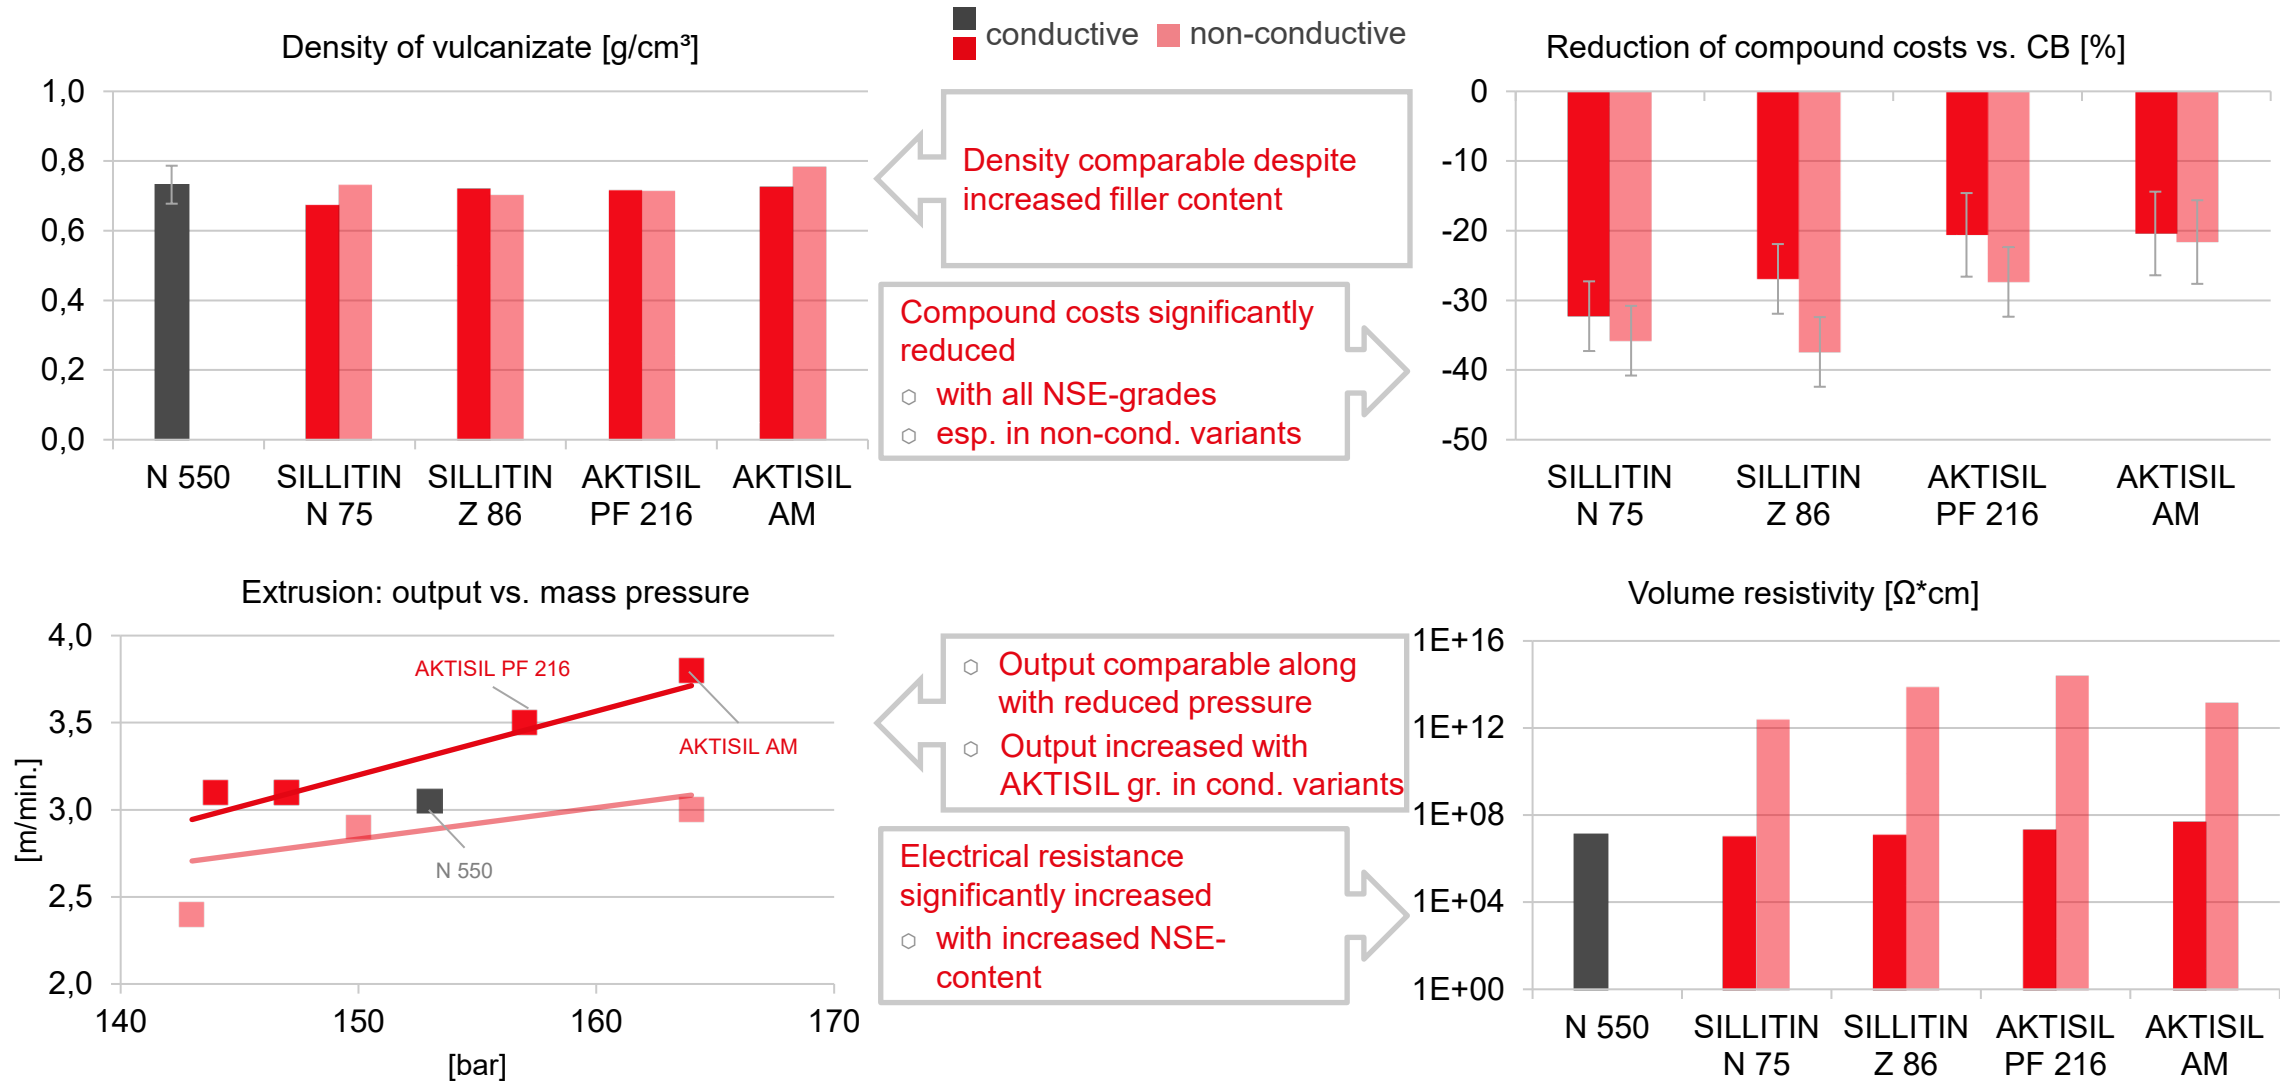 conductive
non-conductive
Density of vulcanizate [g/cm³]
1,0
0,8
0,6
0,4
0,2
0,0
N 550
SILLITIN
N 75
SILLITIN
Z 86
AKTISIL
PF 216
AKTISIL
AM
Density comparable despite
increased filler content
Compound costs significantly
reduced
with all NSE-grades
esp. in non-cond. variants
Reduction of compound costs vs. CB [%]
0
-10
-20
-30
-40
-50
SILLITIN
N 75
SILLITIN
Z 86
AKTISIL
PF 216
AKTISIL
AM
Extrusion: output vs. mass pressure
4,0
3,5
3,0
2,5
2,0
[m/min.]
AKTISIL PF 216
AKTISIL AM
N 550
140
150
160
170
[bar]
Output comparable along
with reduced pressure
Output increased with
AKTISIL gr. in cond. variants
Electrical resistance
significantly increased
with increased NSE-
content
Volume resistivity [Ω*cm]
1E+16
1E+12
1E+08
1E+04
1E+00
N 550
SILLITIN
N 75
SILLITIN
Z 86
AKTISIL
PF 216
AKTISIL
AM